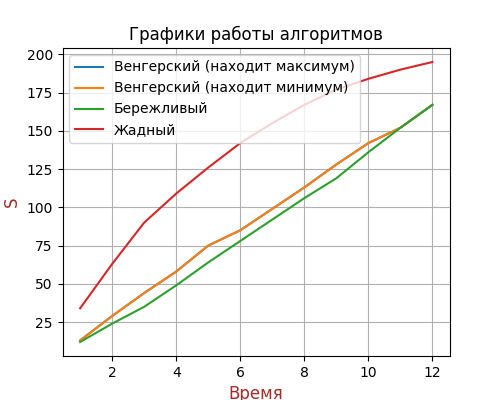 Графики работы алгоритмов
200
175
150
125
100
75
50
25
S
Венгерский (находит максимум)
Венгерский (находит минимум)
Бережливый
Жадный
2 4 6 8 10 12
Время